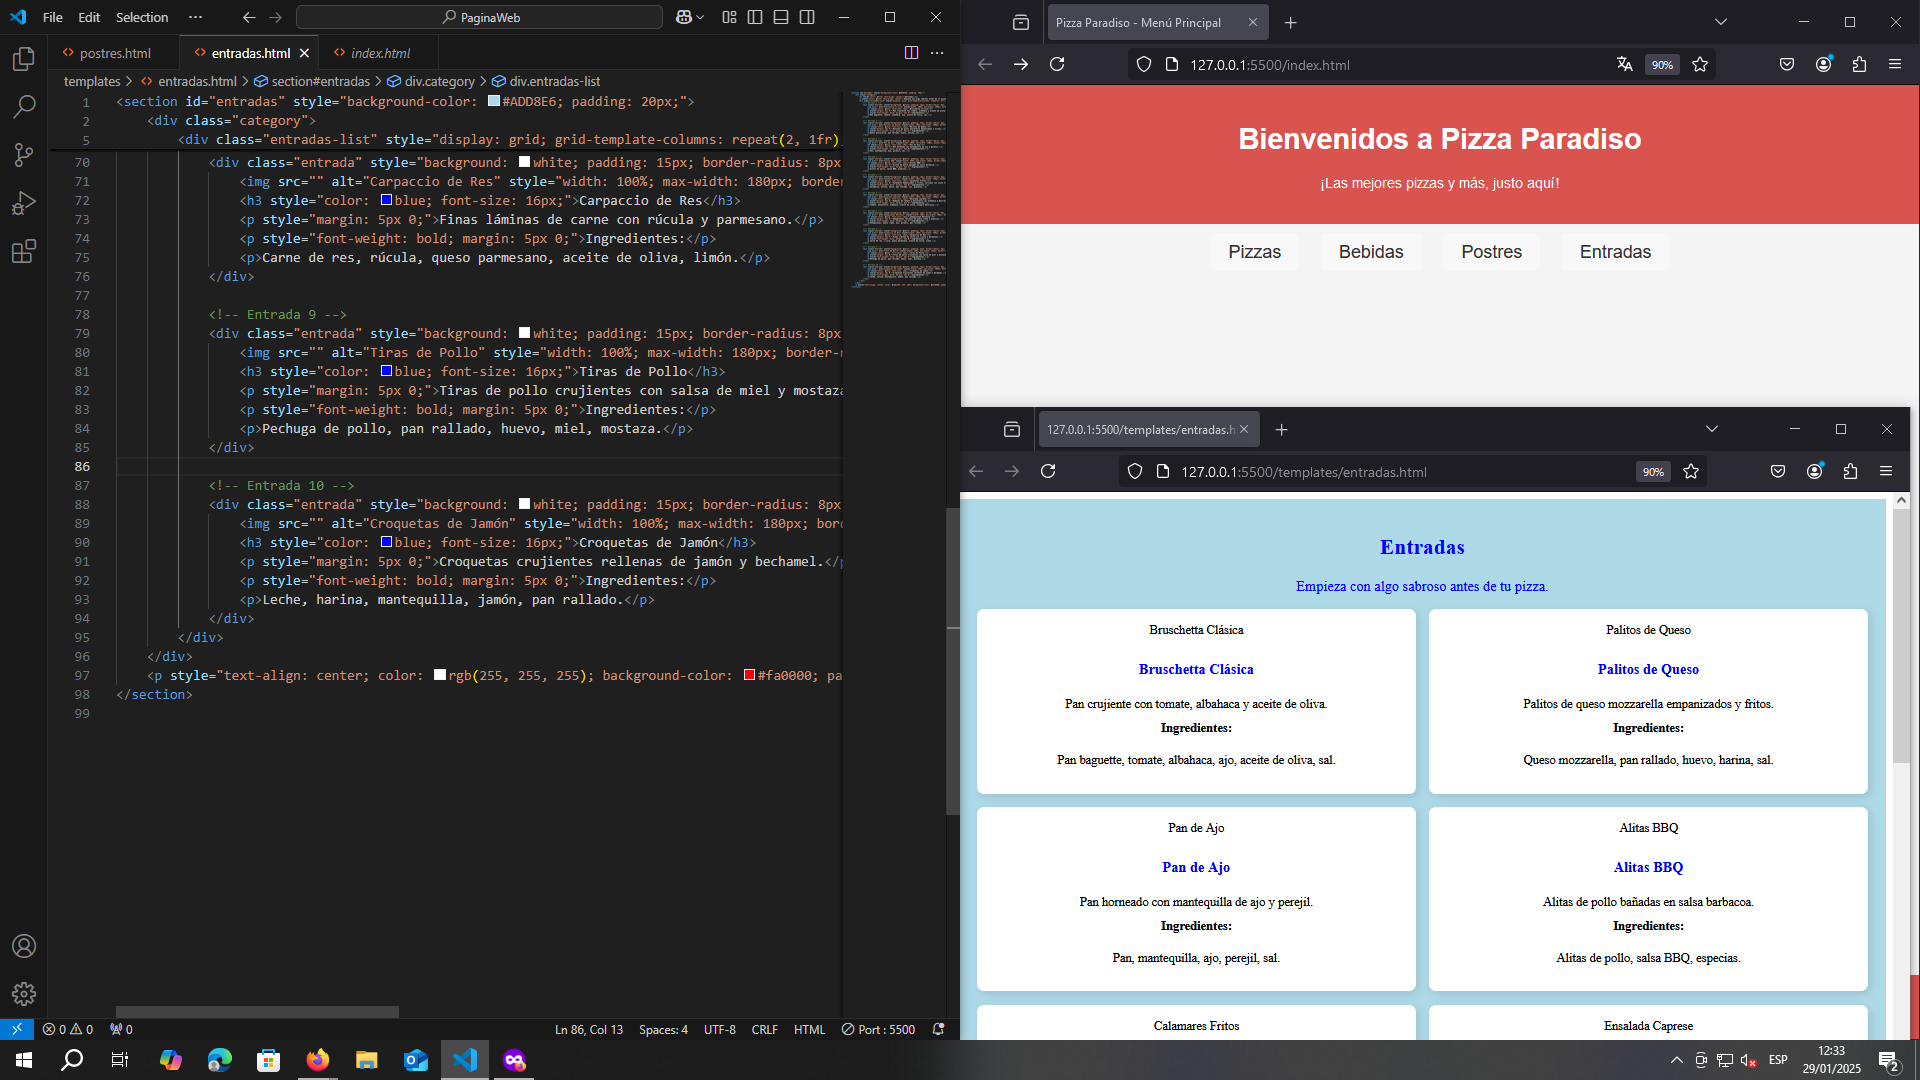 File Edit Selection ··· PaginaWeb
postres.html entradas.html index.html
templates > entradas.html > section#entradas > div.category > div.entradas-list
1 <section id="entradas" style="background-color: #ADD8E6; padding: 20px;">
2 <div class="category">
5 <div class="entradas-list" style="display: grid; grid-template-columns: repeat(2, 1fr)
70 <div class="entrada" style="background: white; padding: 15px; border-radius: 8px
71 <img src="" alt="Carpaccio de Res" style="width: 100%; max-width: 180px; border
72 <h3 style="color: blue; font-size: 16px;">Carpaccio de Res</h3>
73 <p style="margin: 5px 0;">Finas láminas de carne con rúcula y parmesano.</p>
74 <p style="font-weight: bold; margin: 5px 0;">Ingredientes:</p>
75 <p>Carne de res, rúcula, queso parmesano, aceite de oliva, limón.</p>
76 </div>
77
78 <!-- Entrada 9 -->
79 <div class="entrada" style="background: white; padding: 15px; border-radius: 8px
80 <img src="" alt="Tiras de Pollo" style="width: 100%; max-width: 180px; border-
81 <h3 style="color: blue; font-size: 16px;">Tiras de Pollo</h3>
82 <p style="margin: 5px 0;">Tiras de pollo crujientes con salsa de miel y mostaza
83 <p style="font-weight: bold; margin: 5px 0;">Ingredientes:</p>
84 <p>Pechuga de pollo, pan rallado, huevo, miel, mostaza.</p>
85 </div>
86
87 <!-- Entrada 10 -->
88 <div class="entrada" style="background: white; padding: 15px; border-radius: 8px
89 <img src="" alt="Croquetas de Jamón" style="width: 100%; max-width: 180px; bor
90 <h3 style="color: blue; font-size: 16px;">Croquetas de Jamón</h3>
91 <p style="margin: 5px 0;">Croquetas crujientes rellenas de jamón y bechamel.</p
92 <p style="font-weight: bold; margin: 5px 0;">Ingredientes:</p>
93 <p>Leche, harina, mantequilla, jamón, pan rallado.</p>
94 </div>
95 </div>
96 </div>
97 <p style="text-align: center; color: rgb(255, 255, 255); background-color: #fa0000; pa
98 </section>
99
0 0 0 Ln 86, Col 13 Spaces: 4 UTF-8 CRLF HTML Port : 5500
Pizza Paradiso - Menú Principal
127.0.0.1:5500/index.html 90%
Bienvenidos a Pizza Paradiso
¡Las mejores pizzas y más, justo aquí!
Pizzas Bebidas Postres Entradas
127.0.0.1:5500/templates/entradas.h
127.0.0.1:5500/templates/entradas.html 90%
Entradas
Empieza con algo sabroso antes de tu pizza.
Bruschetta Clásica
Bruschetta Clásica
Pan crujiente con tomate, albahaca y aceite de oliva.
Ingredientes:
Pan baguette, tomate, albahaca, ajo, aceite de oliva, sal.
Palitos de Queso
Palitos de Queso
Palitos de queso mozzarella empanizados y fritos.
Ingredientes:
Queso mozzarella, pan rallado, huevo, harina, sal.
Pan de Ajo
Pan de Ajo
Pan horneado con mantequilla de ajo y perejil.
Ingredientes:
Pan, mantequilla, ajo, perejil, sal.
Alitas BBQ
Alitas BBQ
Alitas de pollo bañadas en salsa barbacoa.
Ingredientes:
Alitas de pollo, salsa BBQ, especias.
Calamares Fritos
Ensalada Caprese
ESP 12:33
29/01/2025 2